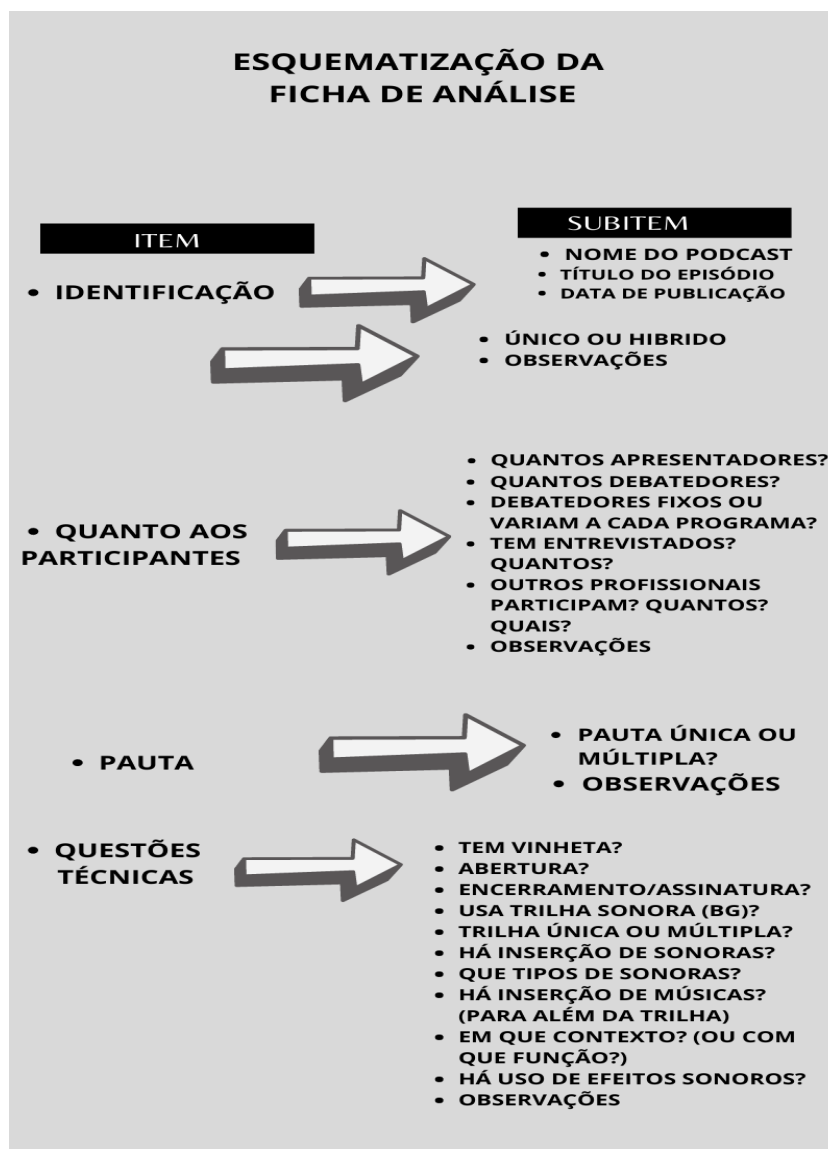 ESQUEMATIZAÇÃO DA
FICHA DE ANÁLISE
ITEM
SUBITEM
• IDENTIFICAÇÃO
• NOME DO PODCAST
• TÍTULO DO EPISÓDIO
• DATA DE PUBLICAÇÃO
• ÚNICO OU HIBRIDO
• OBSERVAÇÕES
• QUANTO AOS
PARTICIPANTES
• QUANTOS APRESENTADORES?
• QUANTOS DEBATEDORES?
• DEBATEDORES FIXOS OU
VARIAM A CADA PROGRAMA?
• TEM ENTREVISTADOS?
QUANTOS?
• OUTROS PROFISSIONAIS
PARTICIPAM? QUANTOS?
QUAIS?
• OBSERVAÇÕES
• PAUTA
• PAUTA ÚNICA OU
MÚLTIPLA?
• OBSERVAÇÕES
• QUESTÕES
TÉCNICAS
• TEM VINHETA?
• ABERTURA?
• ENCERRAMENTO/ASSINATURA?
• USA TRILHA SONORA (BG)?
• TRILHA ÚNICA OU MÚLTIPLA?
• HÁ INSERÇÃO DE SONORAS?
• QUE TIPOS DE SONORAS?
• HÁ INSERÇÃO DE MÚSICAS?
(PARA ALÉM DA TRILHA)
• EM QUE CONTEXTO? (OU COM
QUE FUNÇÃO?)
• HÁ USO DE EFEITOS SONOROS?
• OBSERVAÇÕES